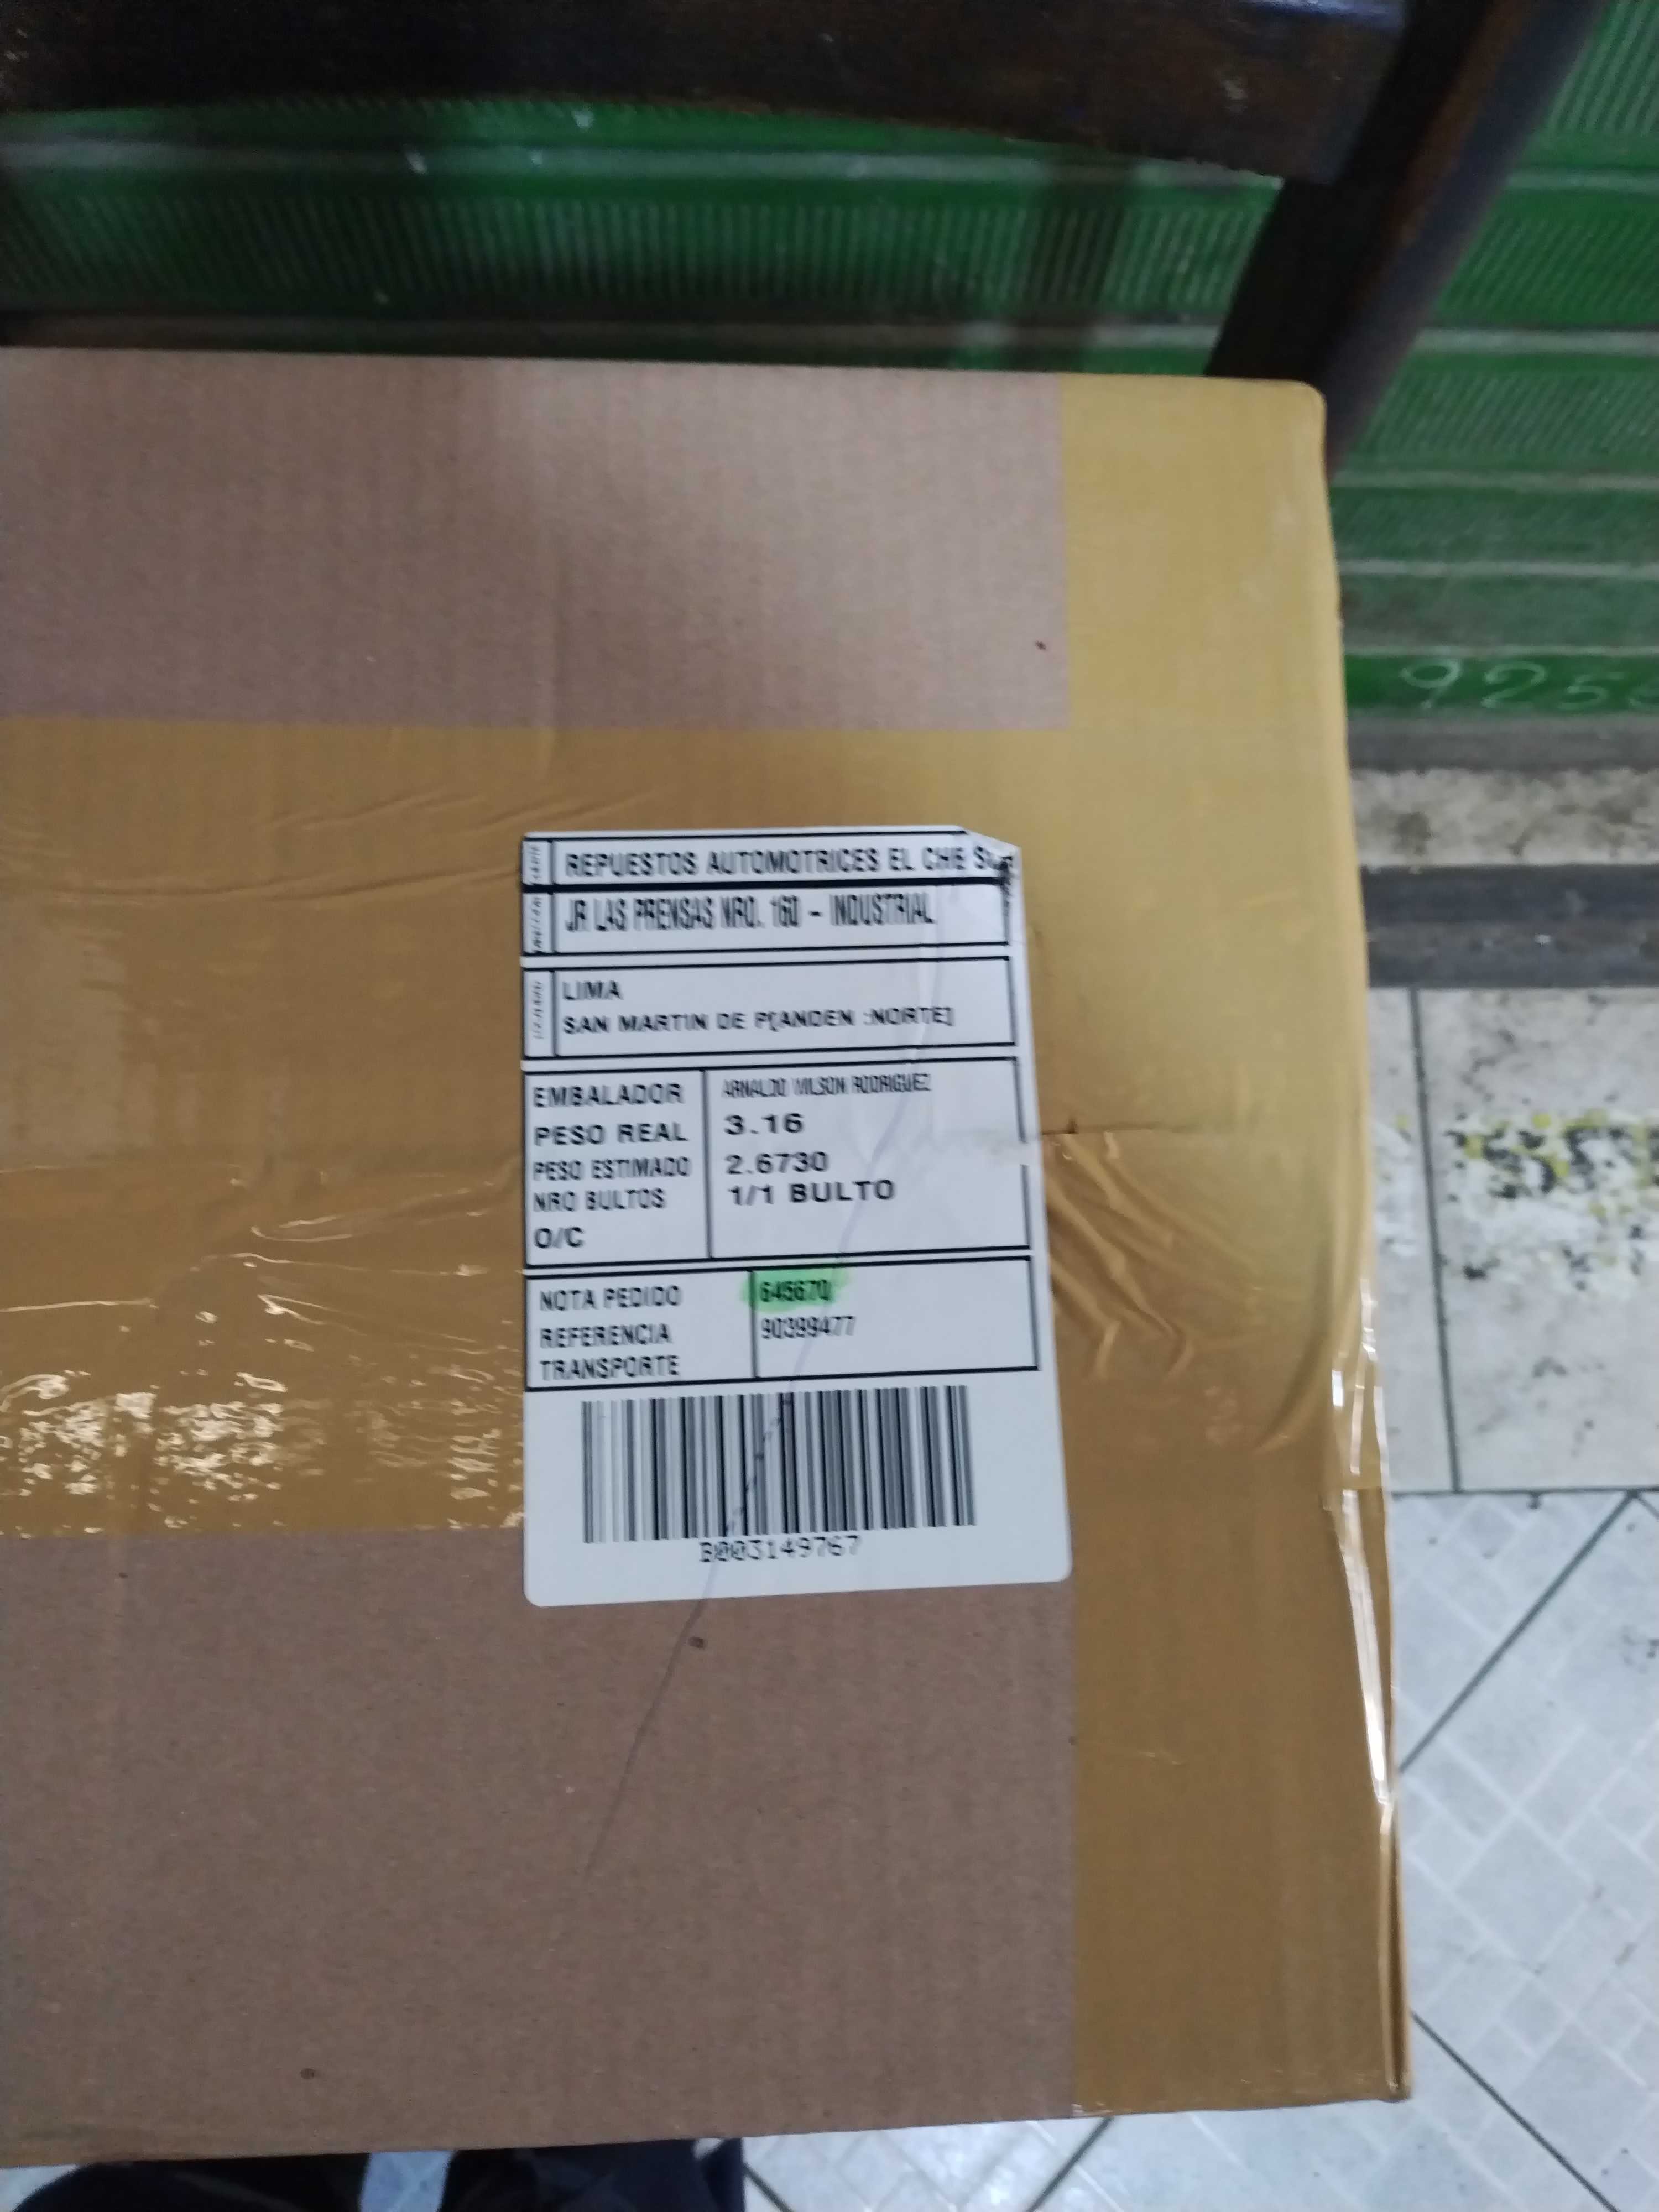 REPUESTOS AUTOMOTRICES EL CHE
JR LAS PRENSAS NRO. 160 - INDUSTRIAL
LIMA
SAN MARTIN DE P[ANDEN :NORTE]
EMBALADOR ARNALDO WILSON RODRIGUEZ
PESO REAL 3.16
PESO ESTIMADO 2.6730
NRO BULTOS 1/1 BULTO
O/C
NOTA PEDIDO 645670
REFERENCIA 90399477
TRANSPORTE
B003149767
925